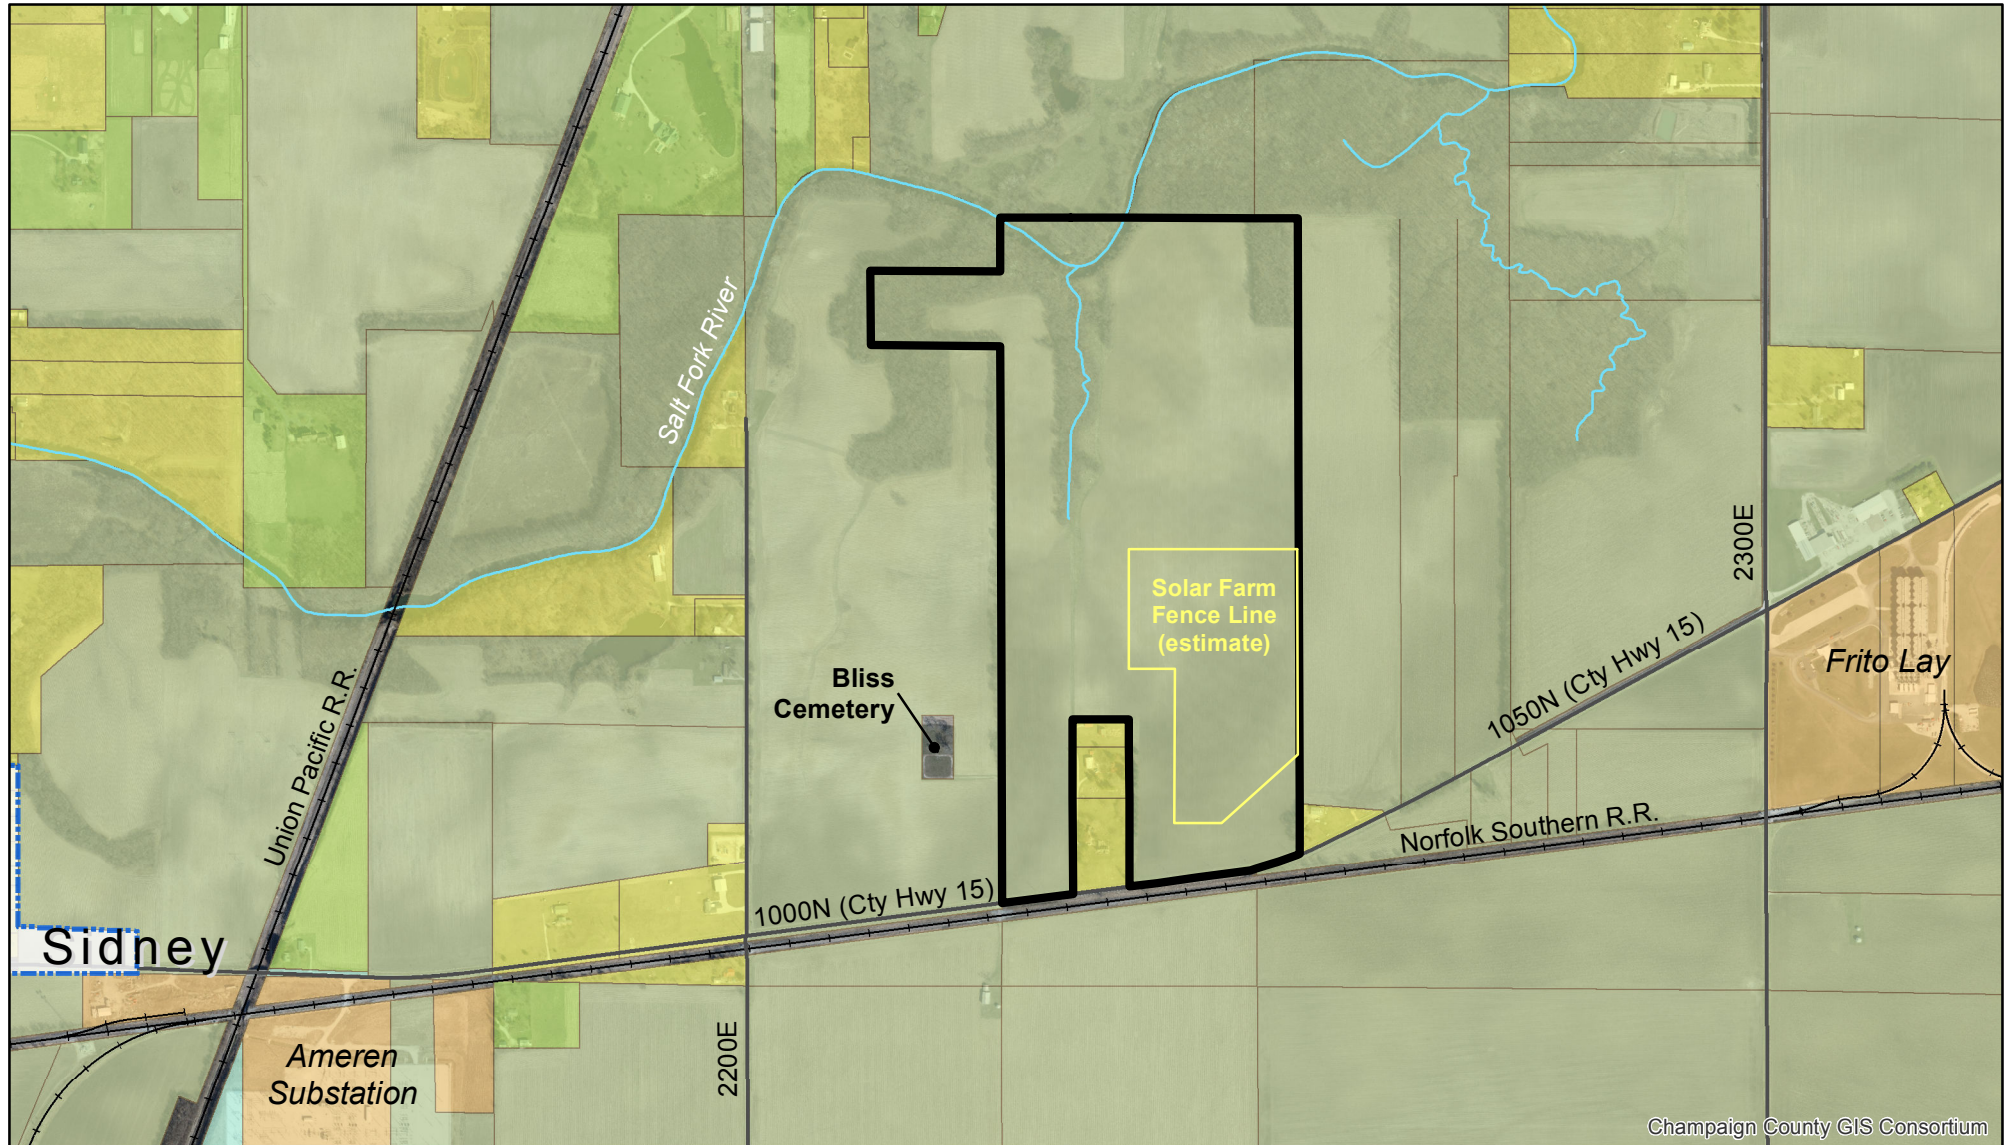 Salt Fork River
2300E
Solar Farm
Fence Line
(estimate)
1050N (Cty Hwy 15)
Frito Lay
Bliss
Cemetery
Union Pacific R.R.
Norfolk Southern R.R.
1000N (Cty Hwy 15)
Sidney
2200E
Ameren
Substation
Champaign County GIS Consortium